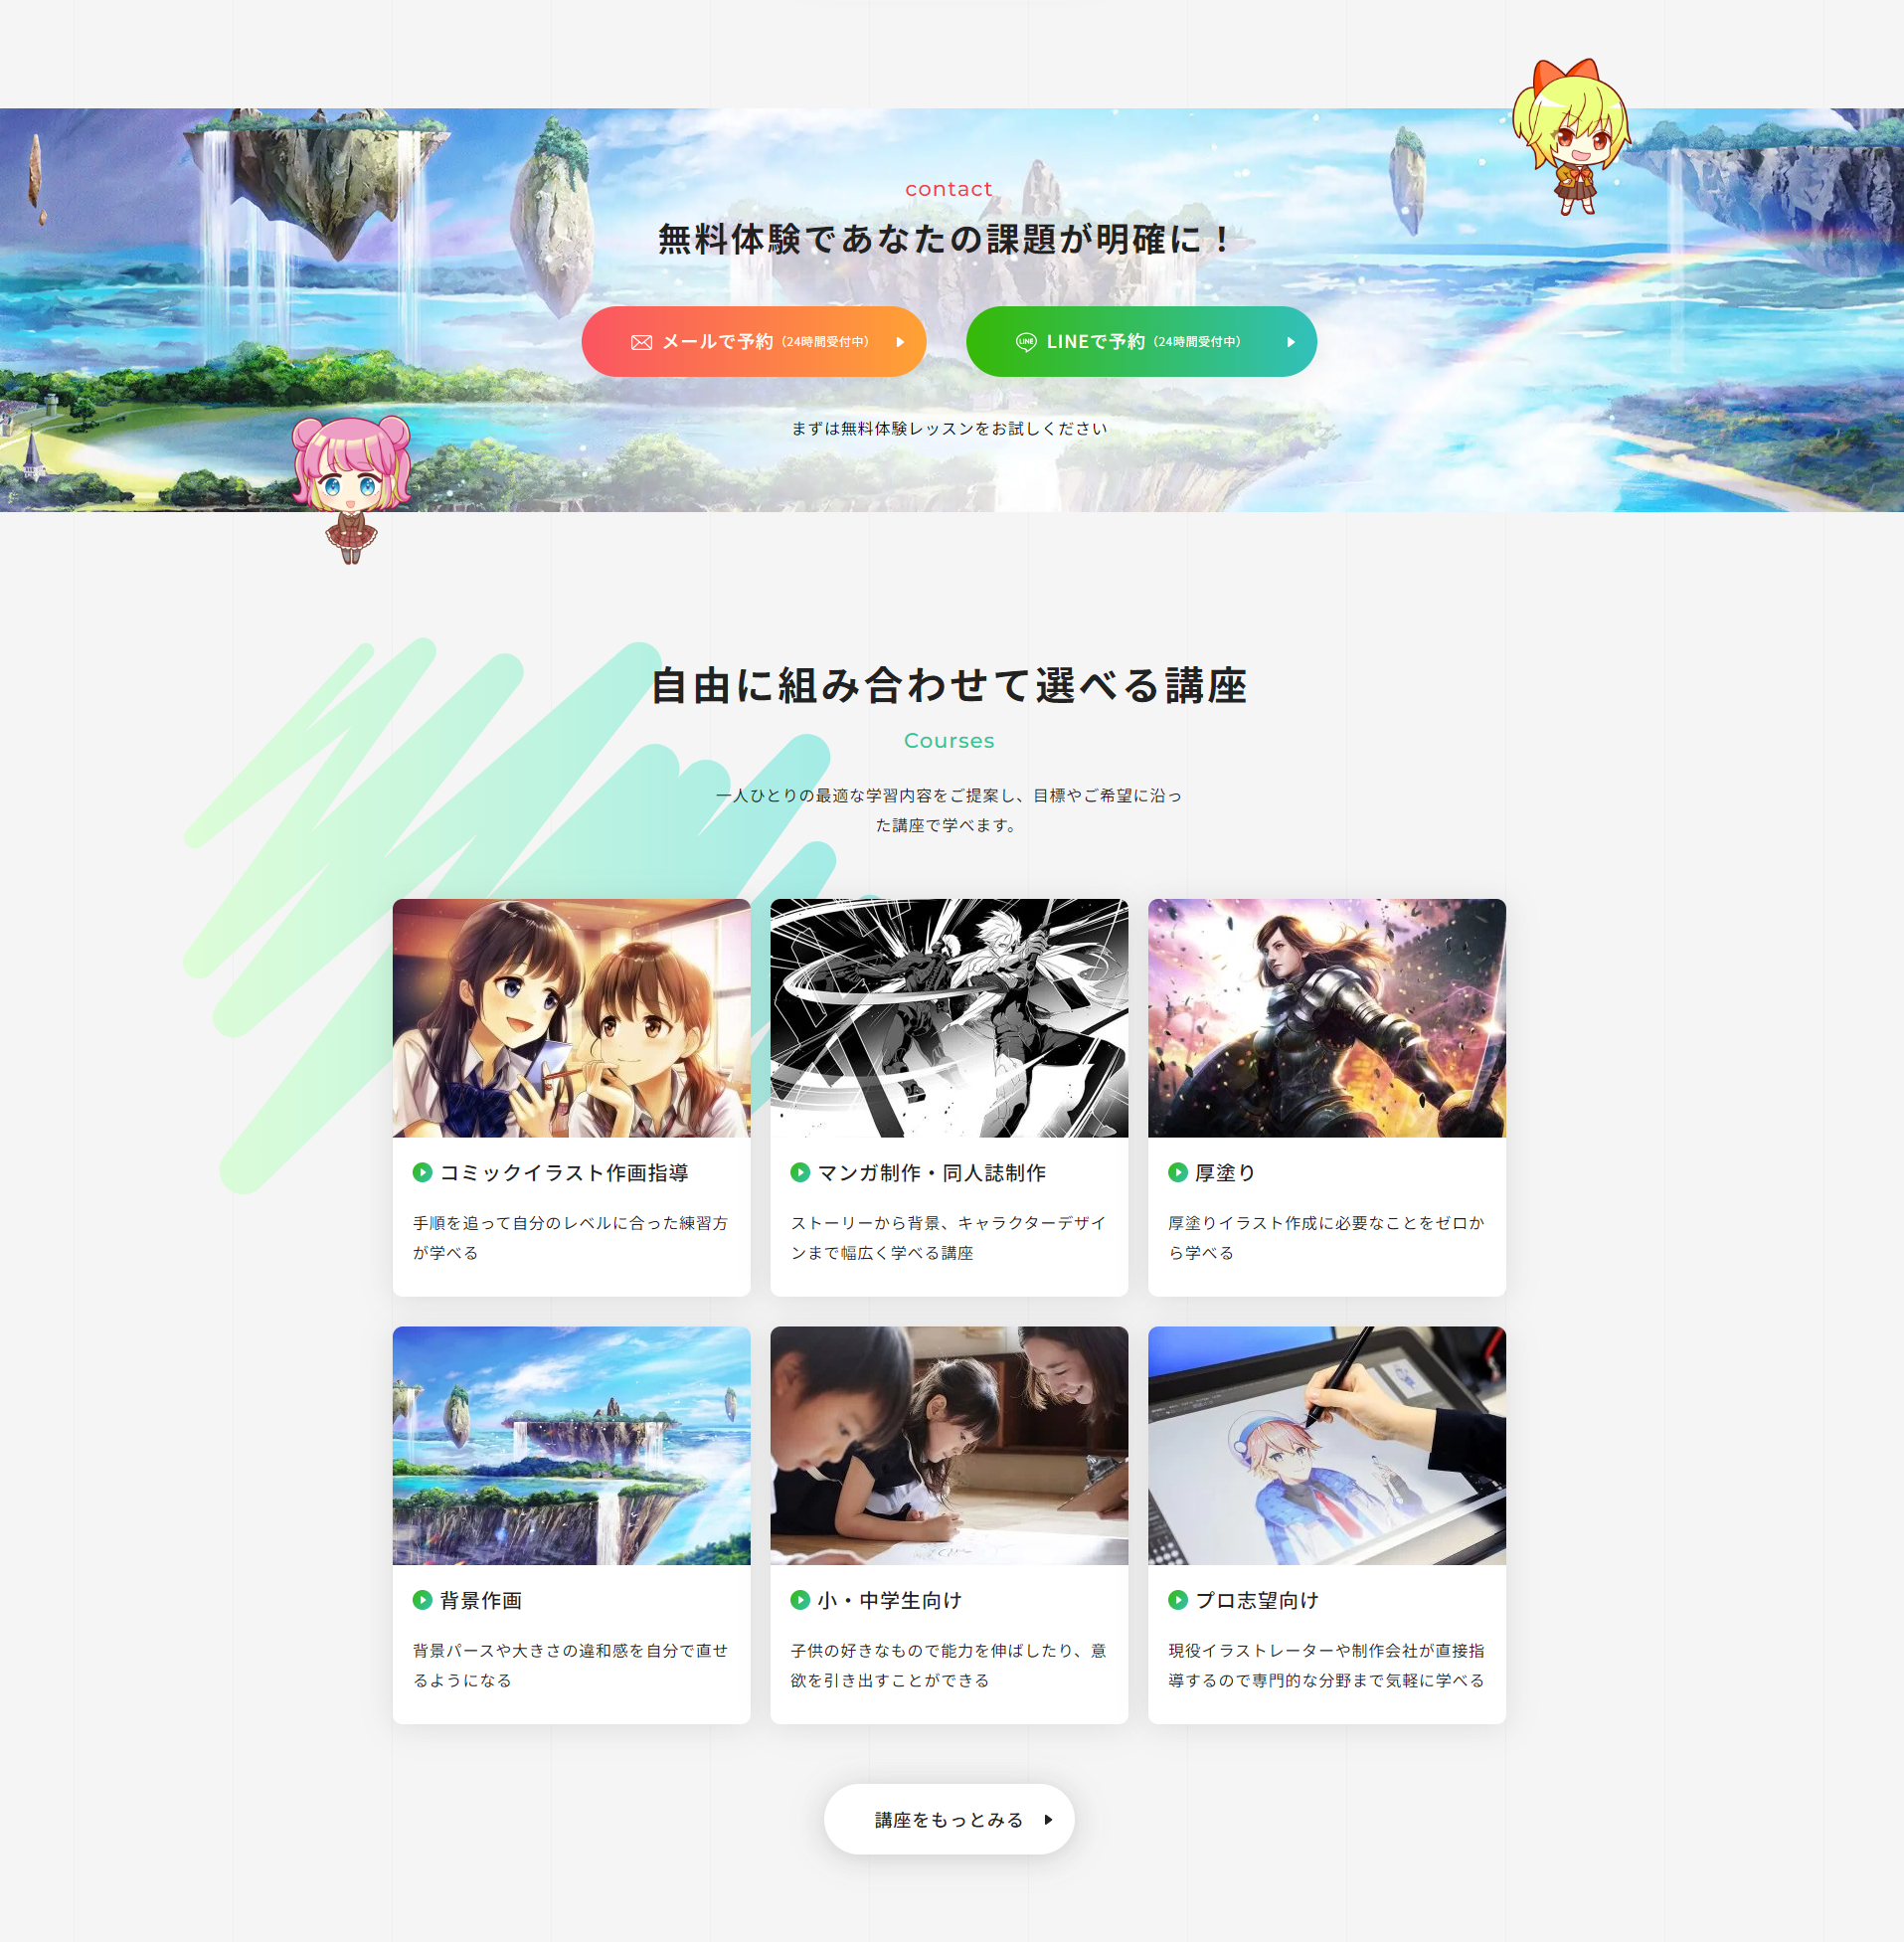 contact
無料体験であなたの課題が明確に！
メールで予約（24時間受付中）
LINEで予約（24時間受付中）
まずは無料体験レッスンをお試しください
自由に組み合わせて選べる講座
Courses
一人ひとりの最適な学習内容をご提案し、目標やご希望に沿っ
た講座で学べます。
コミックイラスト作画指導
手順を追って自分のレベルに合った練習方
が学べる
マンガ制作・同人誌制作
ストーリーから背景、キャラクターデザイ
ンまで幅広く学べる講座
厚塗り
厚塗りイラスト作成に必要なことをゼロか
ら学べる
背景作画
背景パースや大きさの違和感を自分で直せ
るようになる
小・中学生向け
子供の好きなもので能力を伸ばしたり、意
欲を引き出すことができる
プロ志望向け
現役イラストレーターや制作会社が直接指
導するので専門的な分野まで気軽に学べる
講座をもっとみる